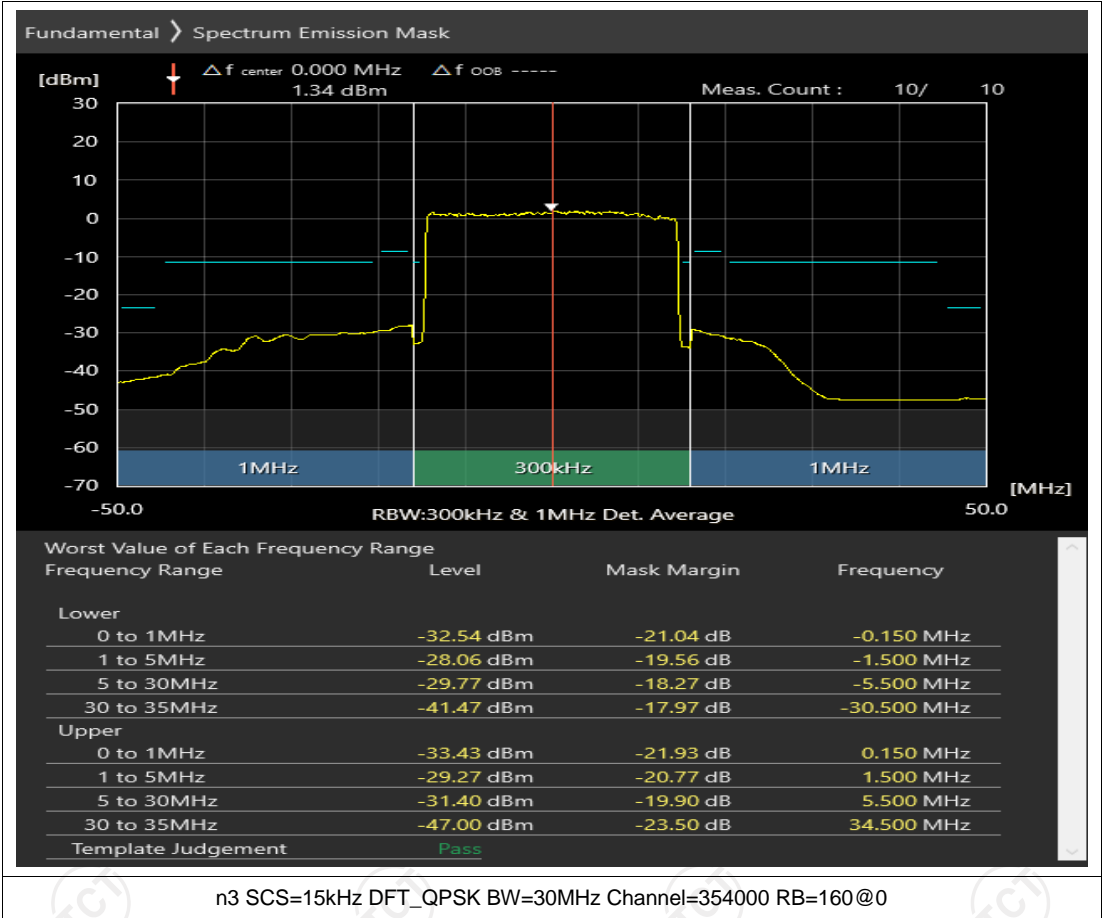 Fundamental ❯ Spectrum Emission Mask
[dBm] △f center 0.000 MHz △f OOB -----
1.34 dBm Meas. Count : 10/ 10
30
20
10
0
-10
-20
-30
-40
-50
-60
1MHz 300kHz 1MHz
-70 [MHz]
-50.0 RBW:300kHz & 1MHz Det. Average 50.0
Worst Value of Each Frequency Range
Frequency Range Level Mask Margin Frequency
Lower
0 to 1MHz -32.54 dBm -21.04 dB -0.150 MHz
1 to 5MHz -28.06 dBm -19.56 dB -1.500 MHz
5 to 30MHz -29.77 dBm -18.27 dB -5.500 MHz
30 to 35MHz -41.47 dBm -17.97 dB -30.500 MHz
Upper
0 to 1MHz -33.43 dBm -21.93 dB 0.150 MHz
1 to 5MHz -29.27 dBm -20.77 dB 1.500 MHz
5 to 30MHz -31.40 dBm -19.90 dB 5.500 MHz
30 to 35MHz -47.00 dBm -23.50 dB 34.500 MHz
Template Judgement Pass
n3 SCS=15kHz DFT_QPSK BW=30MHz Channel=354000 RB=160@0
TCT TCT TCT TCT